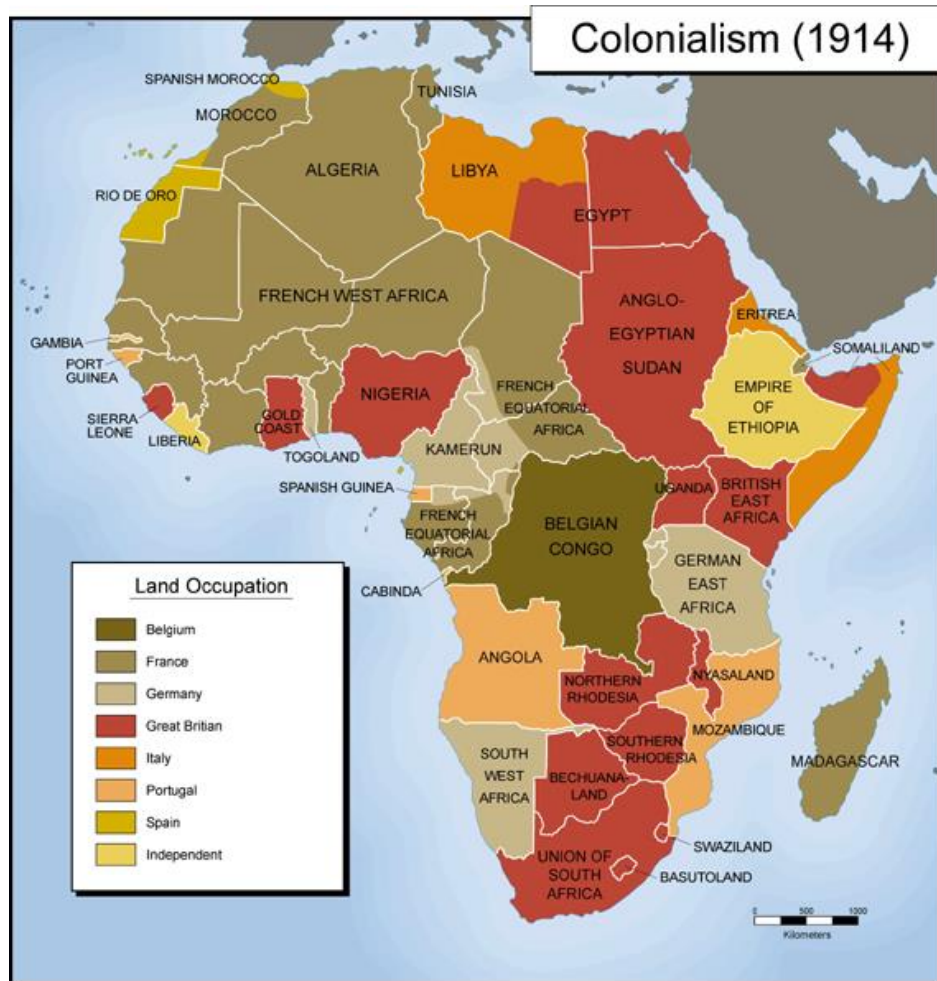 Colonialism (1914)
SPANISH MOROCCO
MOROCCO
TUNISIA
ALGERIA
LIBYA
EGYPT
RIO DE ORO
FRENCH WEST AFRICA
ANGLO-
EGYPTIAN
SUDAN
ERITREA
SOMALILAND
GAMBIA
PORT
GUINEA
SIERRA
LEONE
LIBERIA
GOLD
COAST
TOGOLAND
NIGERIA
KAMERUN
FRENCH
EQUATORIAL
AFRICA
EMPIRE
OF
ETHIOPIA
SPANISH GUINEA
FRENCH
EQUATORIAL
AFRICA
CABINDA
BELGIAN
CONGO
UGANDA
BRITISH
EAST
AFRICA
GERMAN
EAST
AFRICA
ANGOLA
NORTHERN
RHODESIA
NYASALAND
MOZAMBIQUE
SOUTHERN
RHODESIA
MADAGASCAR
SOUTH
WEST
AFRICA
BECHUANA-
LAND
SWAZILAND
UNION OF
SOUTH
AFRICA
BASUTOLAND
Land Occupation
Belgium
France
Germany
Great Britian
Italy
Portugal
Spain
Independent
0 500 1000
Kilometers